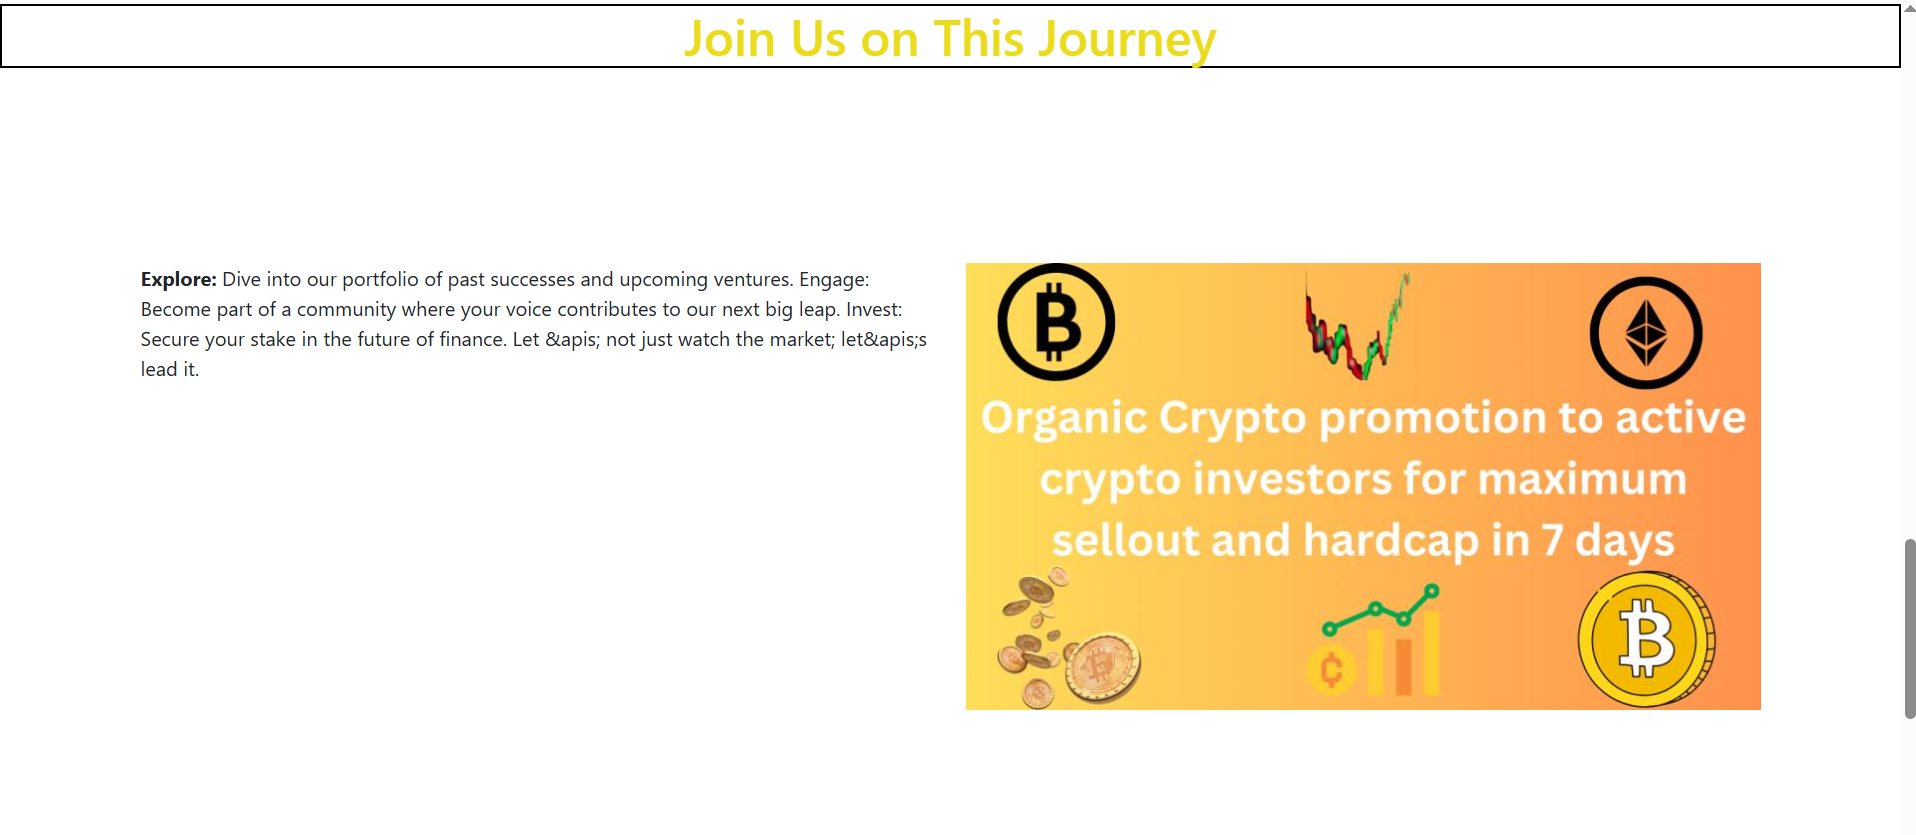 Join Us on This Journey
Explore: Dive into our portfolio of past successes and upcoming ventures. Engage:
Become part of a community where your voice contributes to our next big leap. Invest:
Secure your stake in the future of finance. Let &apis; not just watch the market; let&apis;s
lead it.
Organic Crypto promotion to active
crypto investors for maximum
sellout and hardcap in 7 days